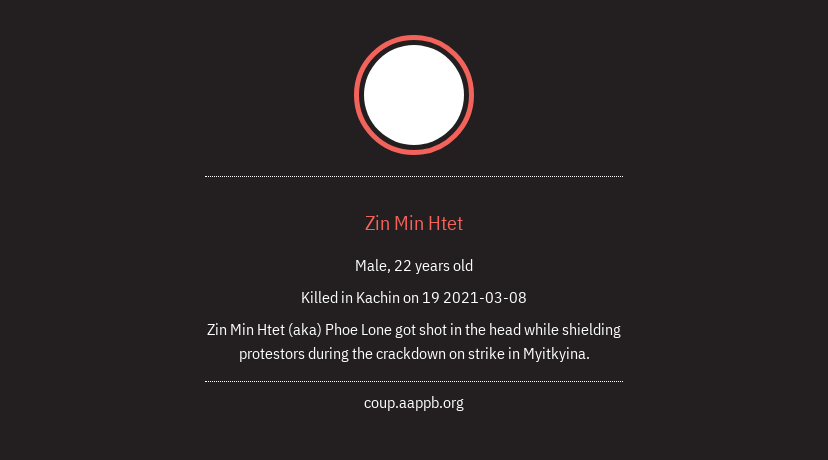 Zin Min Htet
Male, 22 years old
Killed in Kachin on 19 2021-03-08
Zin Min Htet (aka) Phoe Lone got shot in the head while shielding
protestors during the crackdown on strike in Myitkyina.
coup.aappb.org